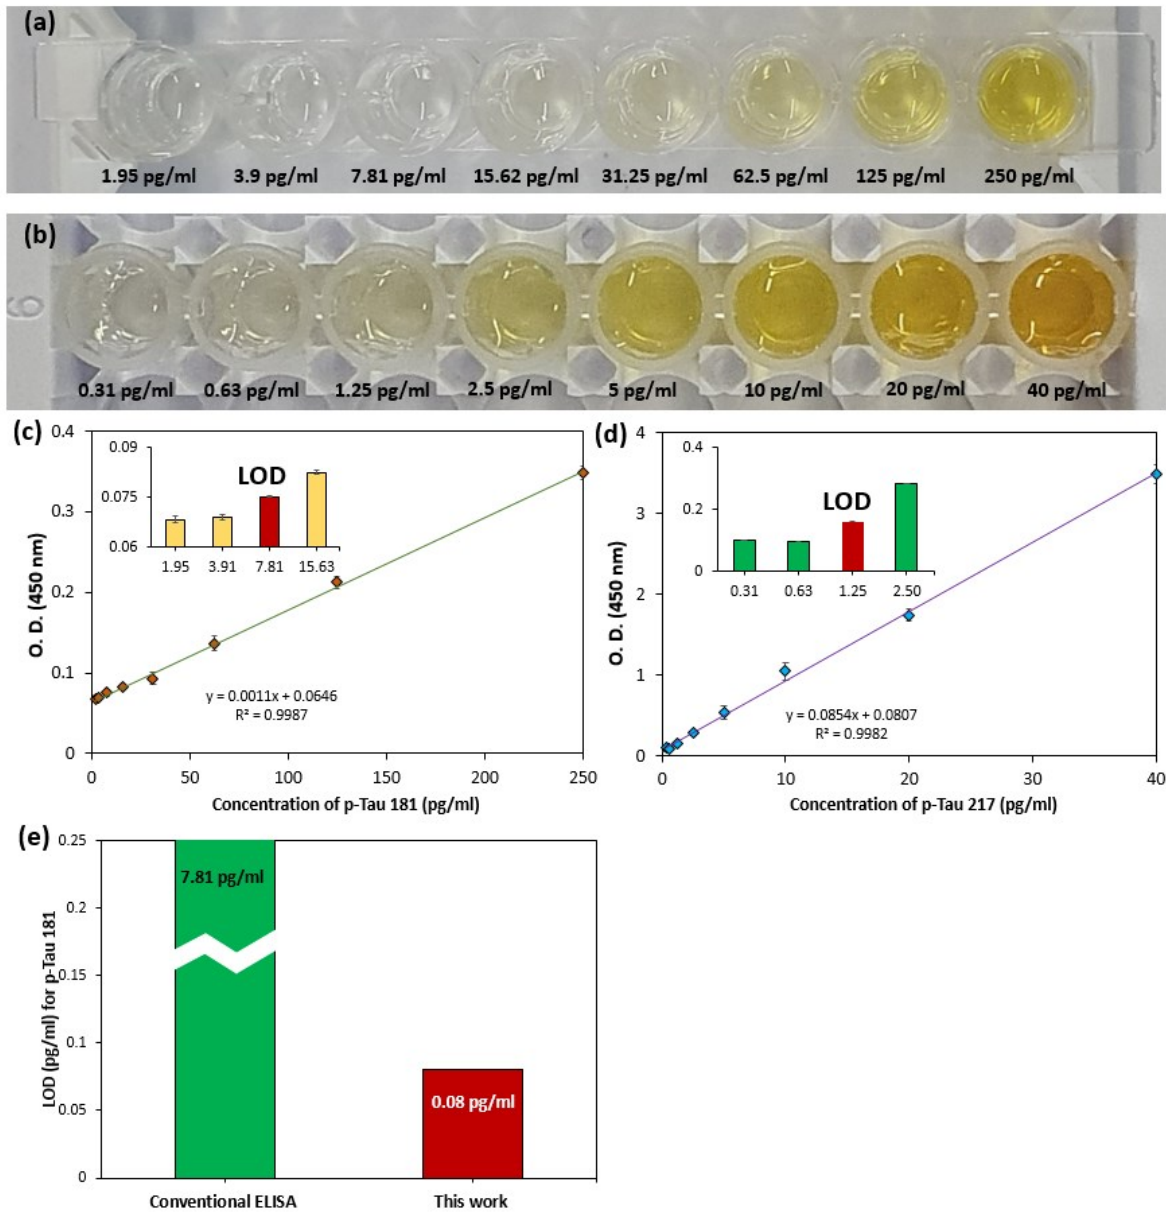 (a)
1.95 pg/ml 3.9 pg/ml 7.81 pg/ml 15.62 pg/ml 31.25 pg/ml 62.5 pg/ml 125 pg/ml 250 pg/ml
(b)
0.31 pg/ml 0.63 pg/ml 1.25 pg/ml 2.5 pg/ml 5 pg/ml 10 pg/ml 20 pg/ml 40 pg/ml
(c)
O. D. (450 nm)
0.4
0.3
0.2
0.1
0
0.09
0.075
0.06
LOD
1.95 3.91 7.81 15.63
y = 0.0011x + 0.0646
R² = 0.9987
0 50 100 150 200 250
Concentration of p-Tau 181 (pg/ml)
(d)
O. D. (450 nm)
4
3
2
1
0
0.4
0.2
0
LOD
0.31 0.63 1.25 2.50
y = 0.0854x + 0.0807
R² = 0.9982
0 10 20 30 40
Concentration of p-Tau 217 (pg/ml)
(e)
LOD (pg/ml) for p-Tau 181
0.25
0.2
0.15
0.1
0.05
0
7.81 pg/ml
0.08 pg/ml
Conventional ELISA This work